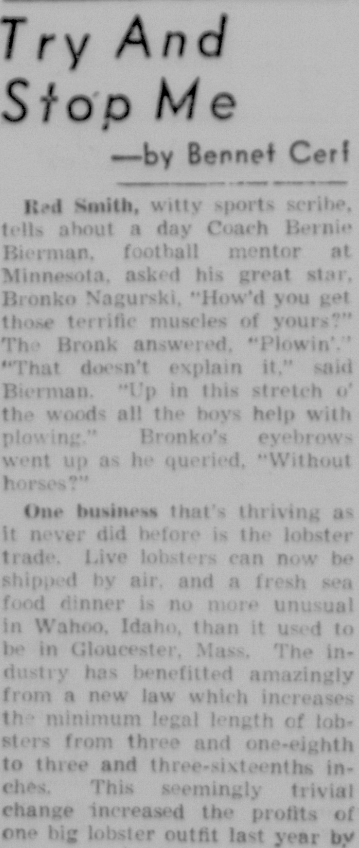 Try And
Stop Me
—by Bennet Cerf
Red Smith, witty sports scribe,
tells about a day Coach Bernie
Bierman, football mentor at
Minnesota, asked his great star,
Bronko Nagurski, "How'd you get
those terrific muscles of yours?"
The Bronk answered, "Plowin'."
"That doesn't explain it," said
Bierman. "Up in this stretch o'
the woods all the boys help with
plowing." Bronko's eyebrows
went up as he queried, "Without
horses?"
One business that's thriving as
it never did before is the lobster
trade. Live lobsters can now be
shipped by air, and a fresh sea
food dinner is no more unusual
in Wahoo, Idaho, than it used to
be in Gloucester, Mass. The in-
dustry has benefitted amazingly
from a new law which increases
the minimum legal length of lob-
sters from three and one-eighth
to three and three-sixteenths in-
ches. This seemingly trivial
change increased the profits of
one big lobster outfit last year by